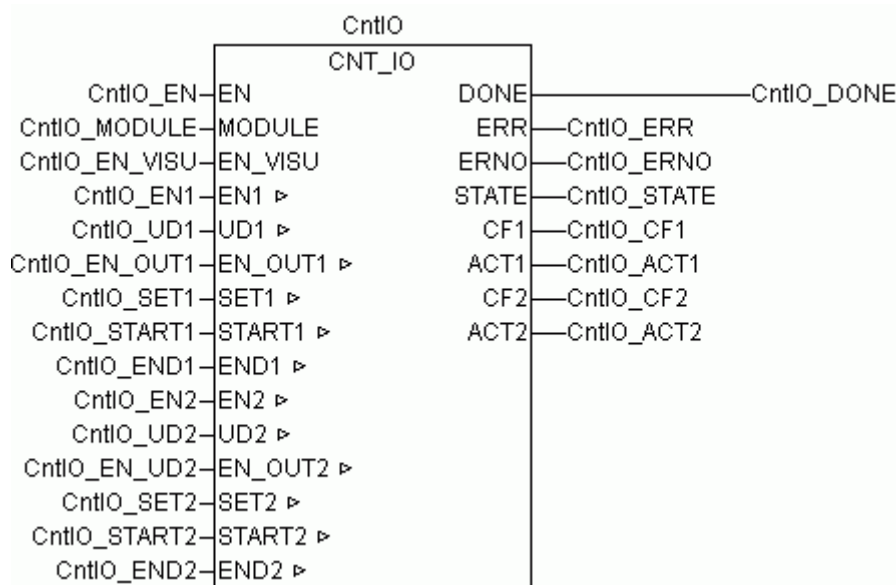 CntIO
CNT_IO
CntIO_EN EN DONE CntIO_DONE
CntIO_MODULE MODULE ERR CntIO_ERR
CntIO_EN_VISU EN_VISU ERNO CntIO_ERNO
CntIO_EN1 EN1 STATE CntIO_STATE
CntIO_UD1 UD1 CF1 CntIO_CF1
CntIO_EN_OUT1 EN_OUT1 ACT1 CntIO_ACT1
CntIO_SET1 SET1 CF2 CntIO_CF2
CntIO_START1 START1 ACT2 CntIO_ACT2
CntIO_END1 END1
CntIO_EN2 EN2
CntIO_UD2 UD2
CntIO_EN_UD2 EN_OUT2
CntIO_SET2 SET2
CntIO_START2 START2
CntIO_END2 END2